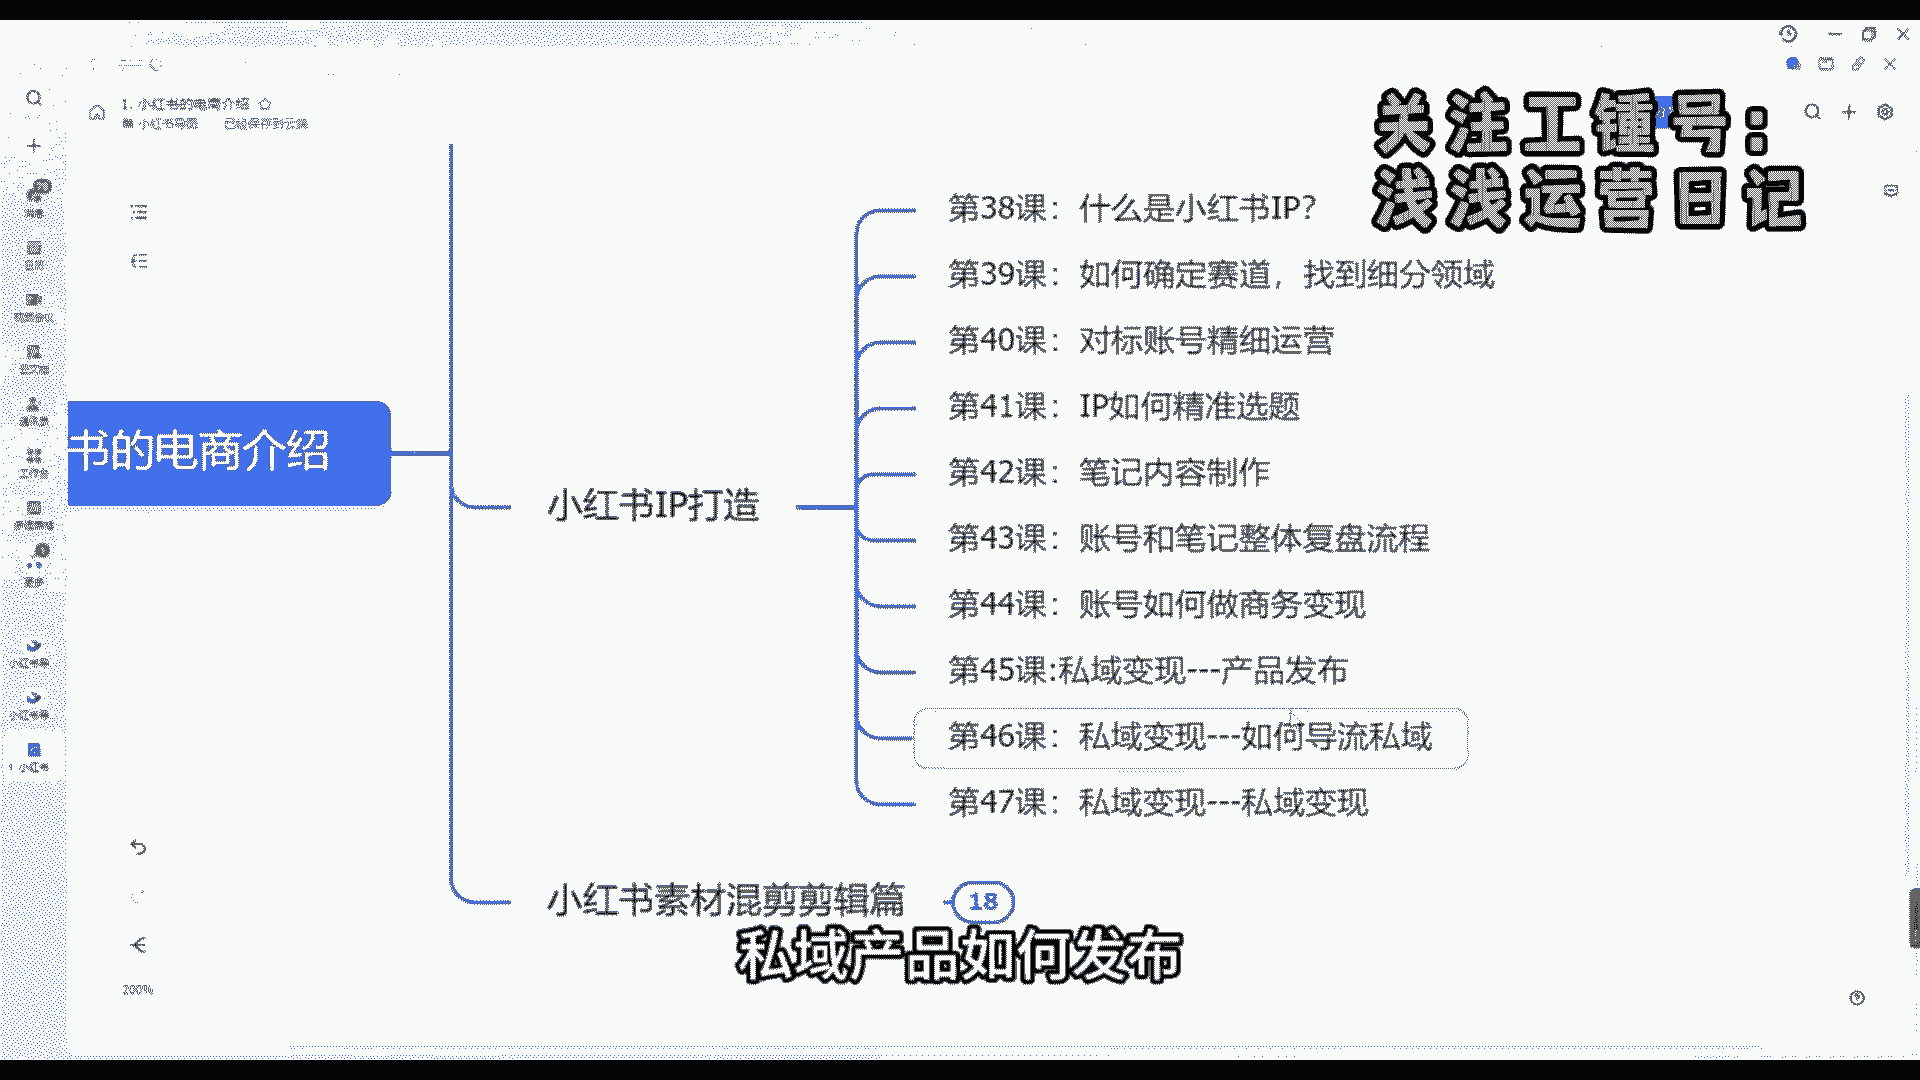 1. 小红书的电商介绍
小红书导图 已经保存到云端
关注工锺号：
浅浅运营日记
第38课：什么是小红书IP？
第39课：如何确定赛道，找到细分领域
第40课：对标账号精细运营
第41课：IP如何精准选题
第42课：笔记内容制作
第43课：账号和笔记整体复盘流程
第44课：账号如何做商务变现
第45课:私域变现---产品发布
第46课：私域变现---如何导流私域
第47课：私域变现---私域变现
书的电商介绍
小红书IP打造
小红书素材混剪剪辑篇
18
私域产品如何发布
200%